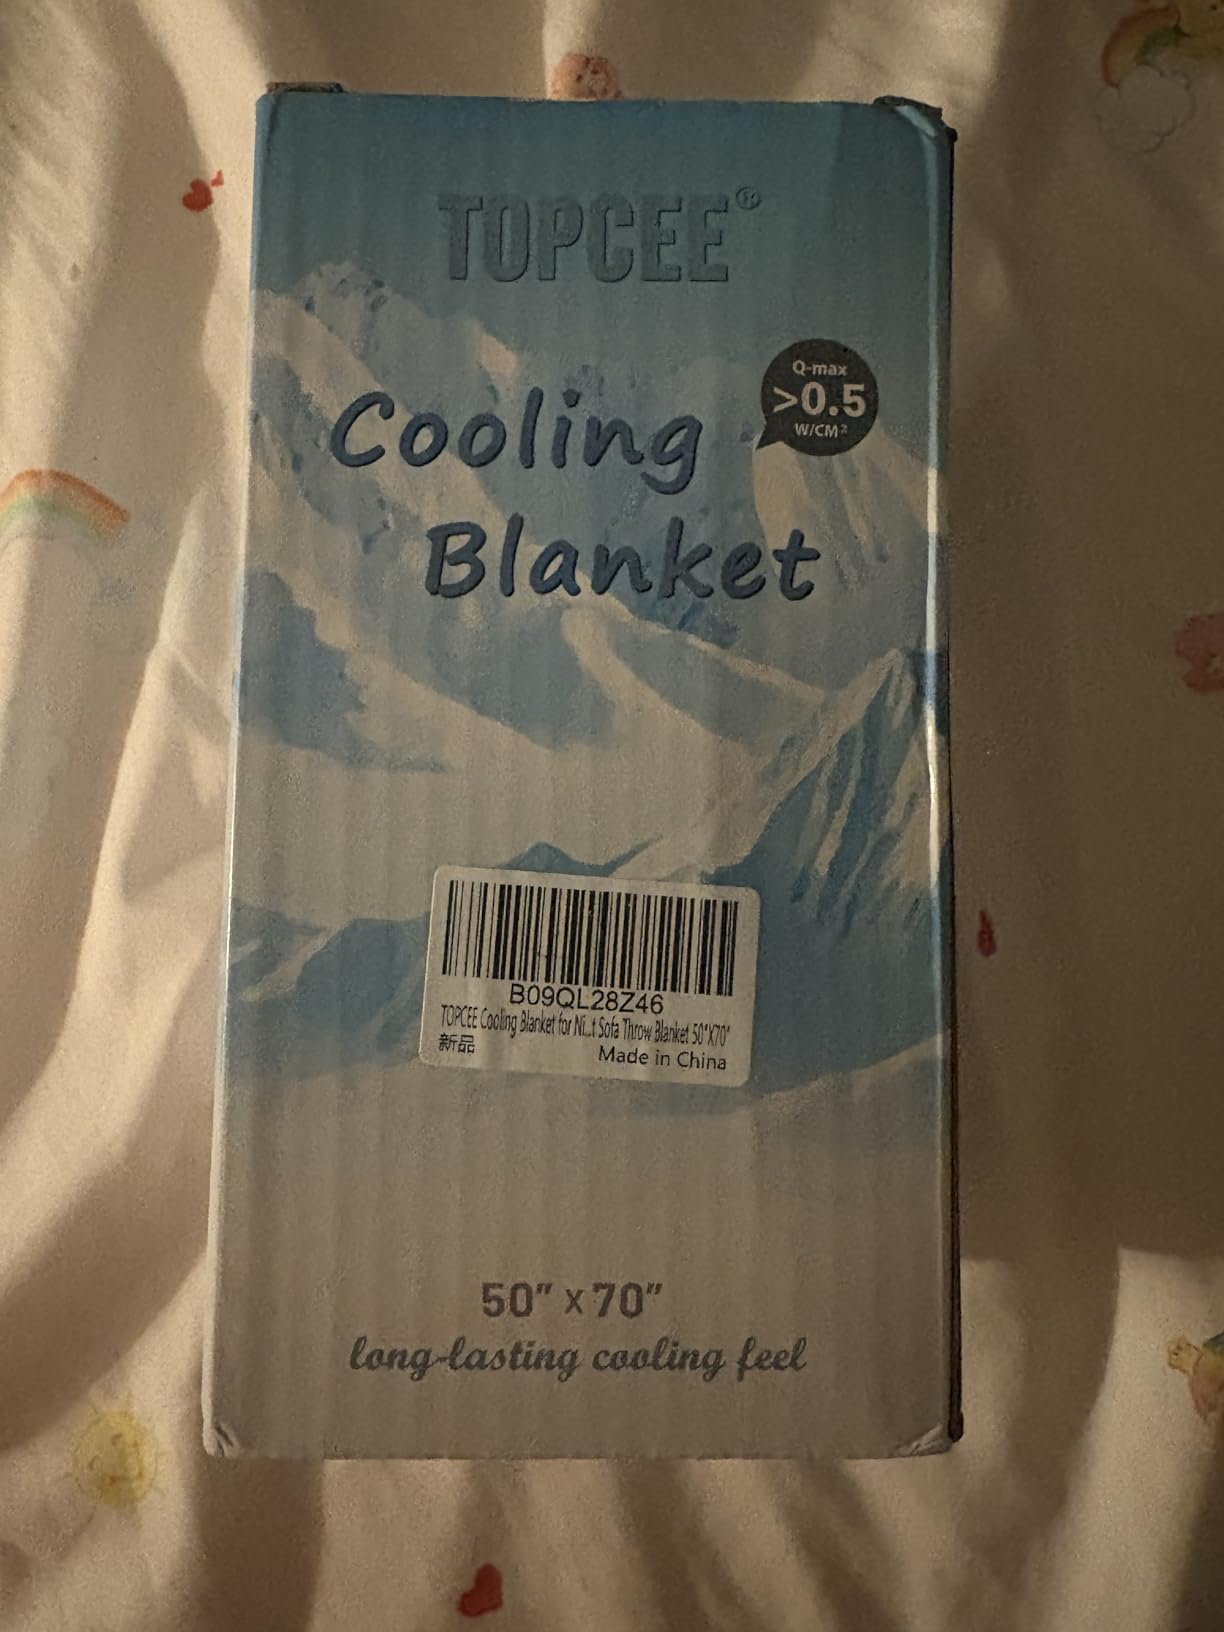 TOPCEE®
Q-max
>0.5
W/CM²
Cooling
Blanket
B09QL28Z46
TOPCEE Cooling Blanket for Ni...t Sofa Throw Blanket 50"X70"
新品
Made in China
50” x 70”
long-lasting cooling feel